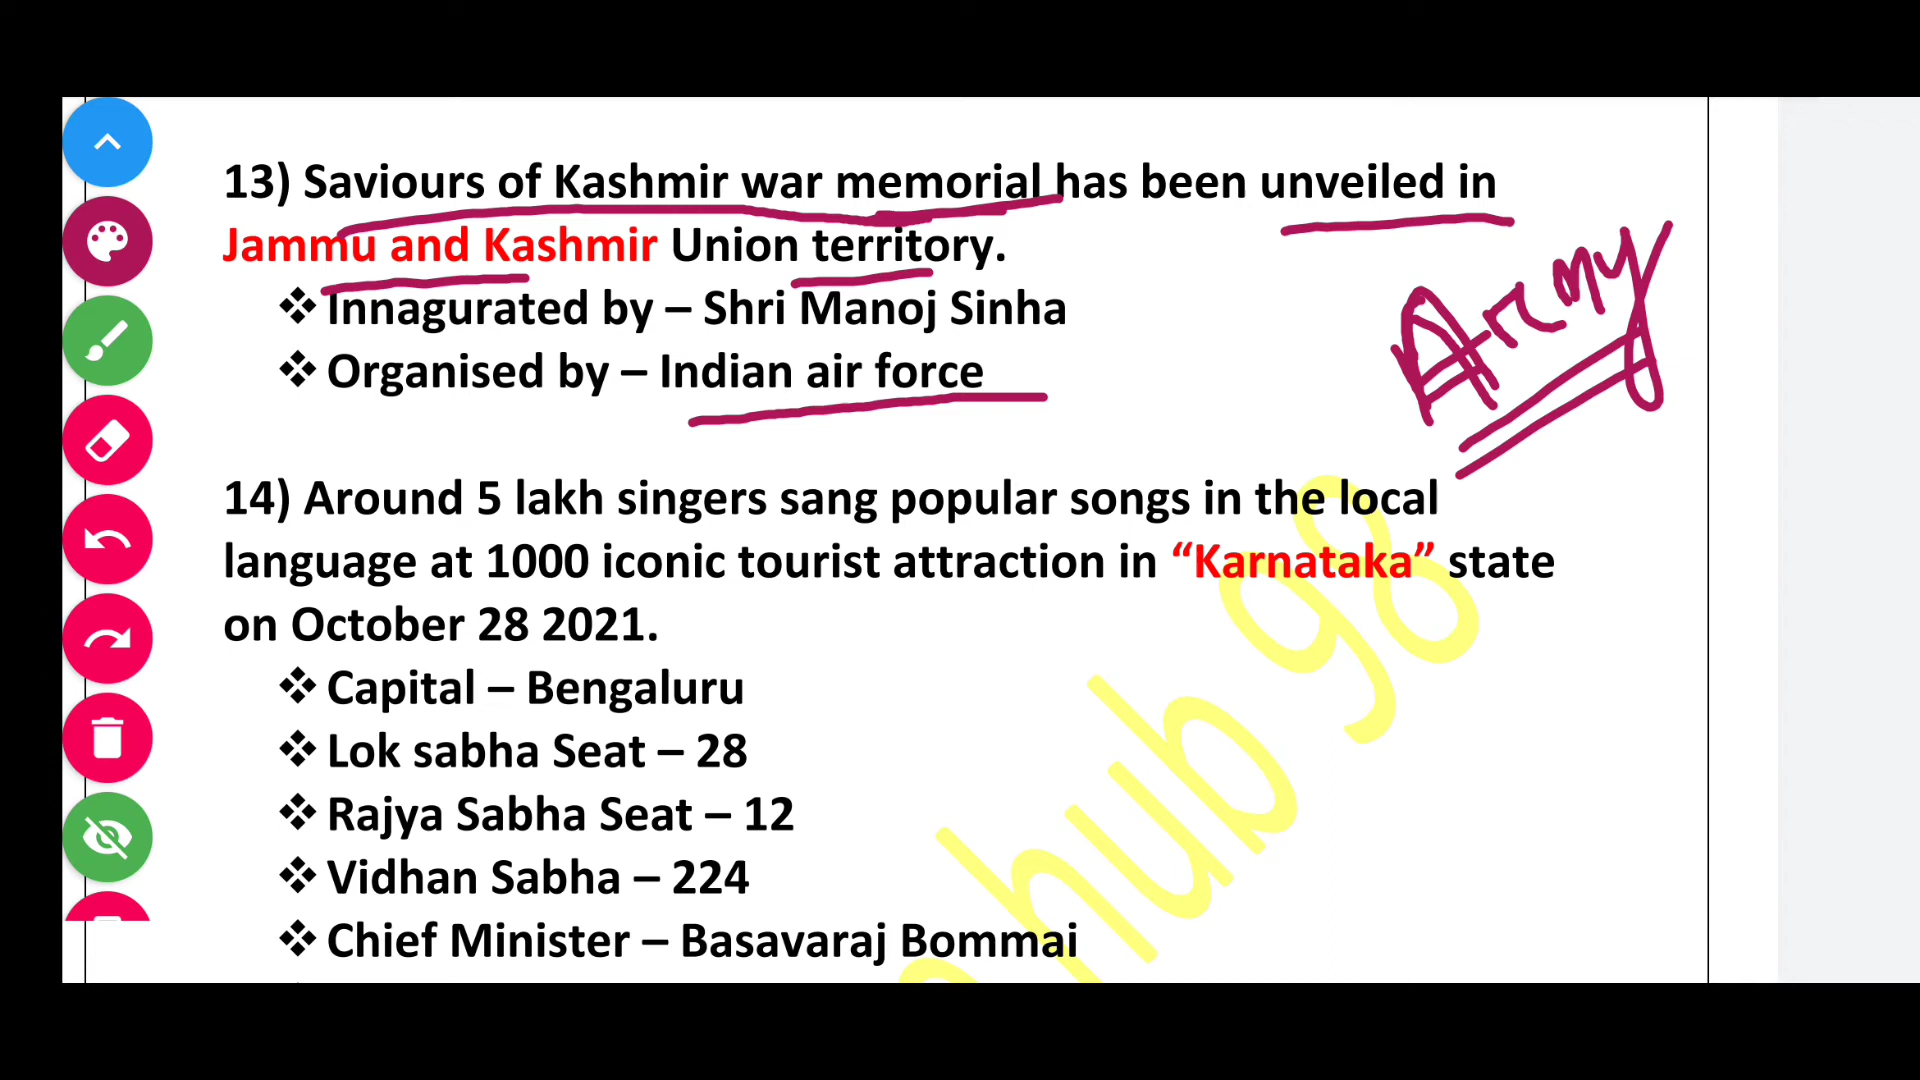 13) Saviours of Kashmir war memorial has been unveiled in
Jammu and Kashmir Union territory.
❖ Innagurated by – Shri Manoj Sinha
❖ Organised by – Indian air force
Army
14) Around 5 lakh singers sang popular songs in the local
language at 1000 iconic tourist attraction in “Karnataka” state
on October 28 2021.
❖ Capital – Bengaluru
❖ Lok sabha Seat – 28
❖ Rajya Sabha Seat – 12
❖ Vidhan Sabha – 224
❖ Chief Minister – Basavaraj Bommai
hub 98